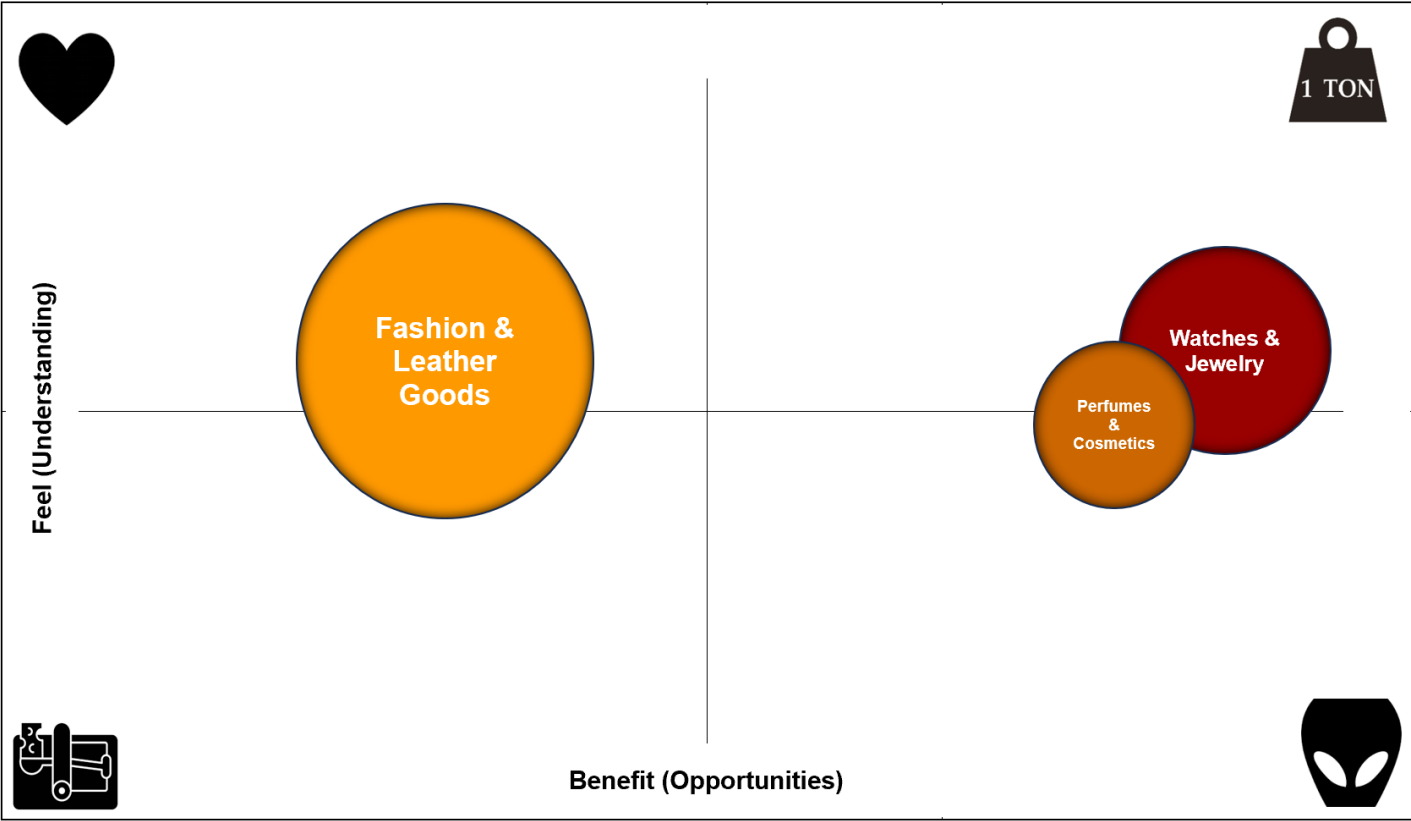 1 TON
Fashion &
Leather
Goods
Watches &
Jewelry
Perfumes
&
Cosmetics
Feel (Understanding)
Benefit (Opportunities)